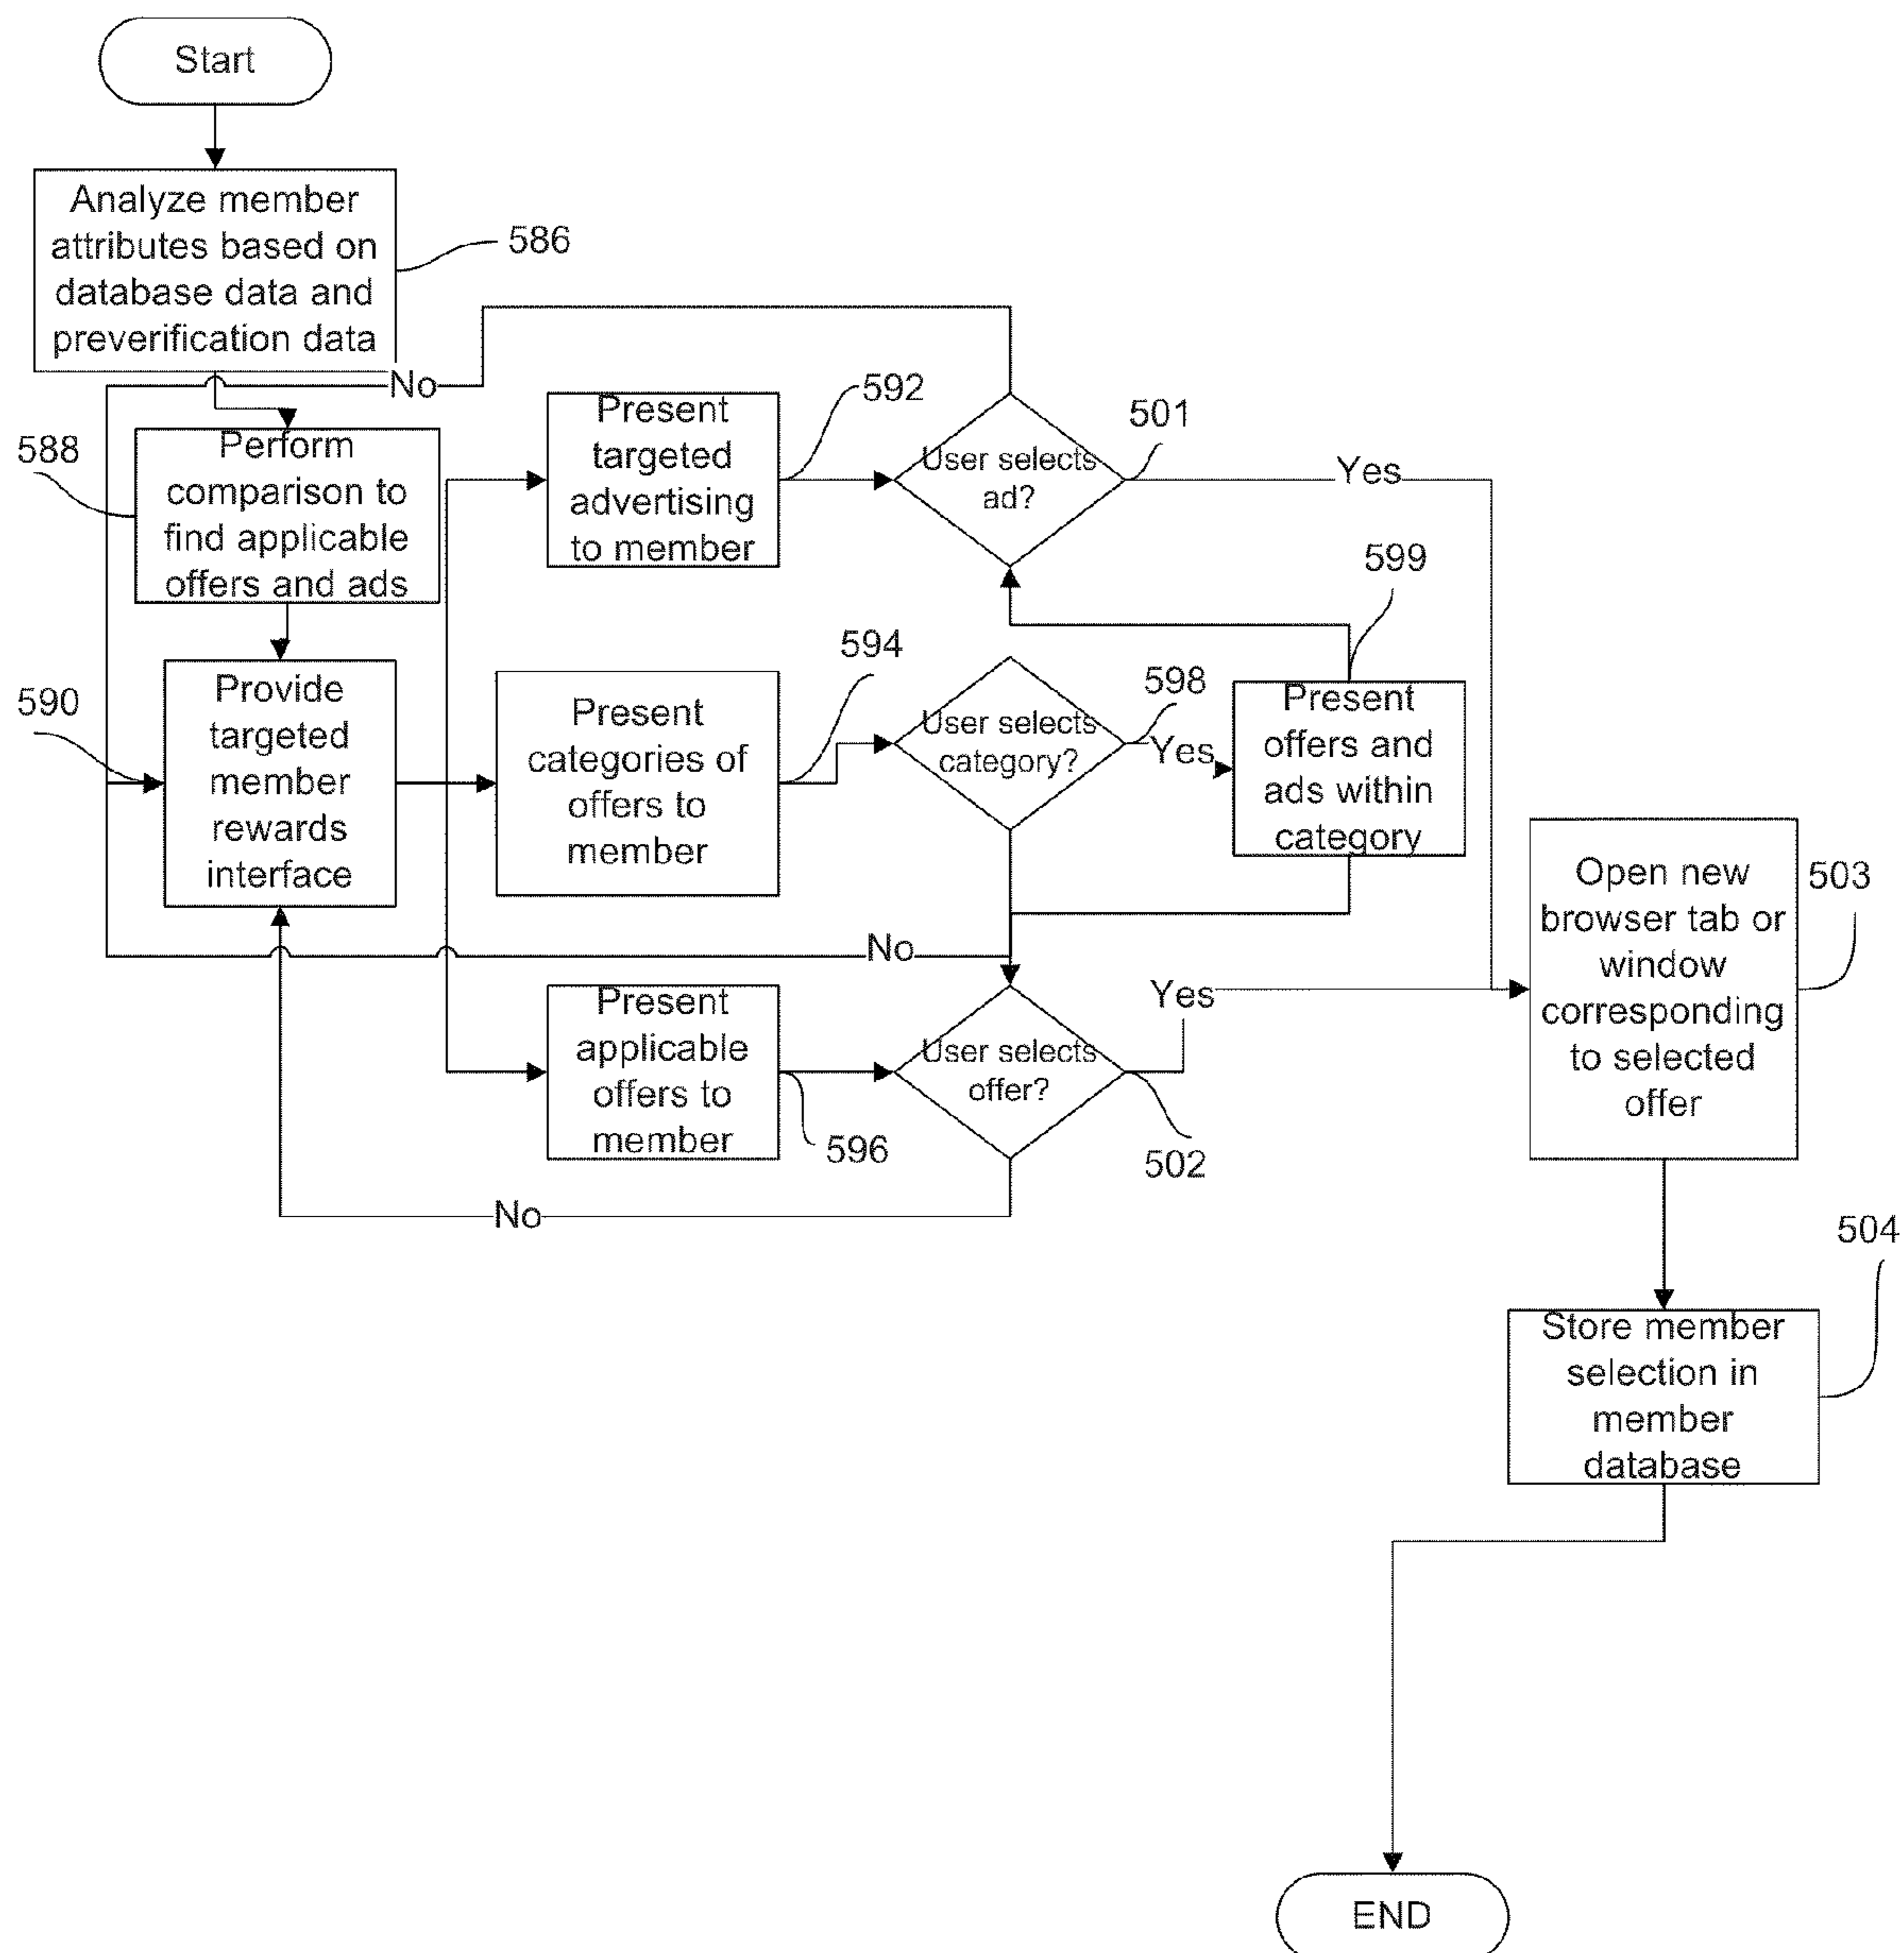 Start
Analyze member
attributes based on
database data and
preverification data
586
No
588
Perform
comparison to
find applicable
offers and ads
Present
targeted
advertising
to member
592
User selects
ad?
501
Yes
599
590
Provide
targeted
member
rewards
interface
Present
categories of
offers to
member
594
User selects
category?
598
Yes
Present
offers and
ads within
category
No
Present
applicable
offers to
member
596
User selects
offer?
502
Yes
No
Open new
browser tab or
window
corresponding
to selected
offer
503
504
Store member
selection in
member
database
END